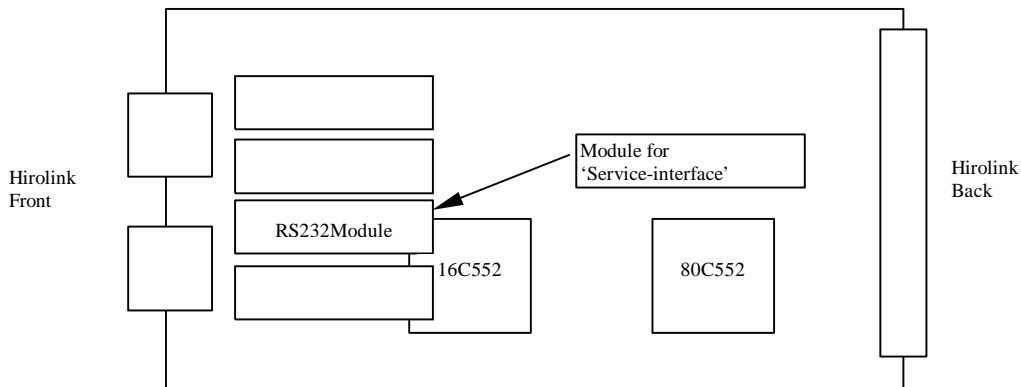 Module for
‘Service-interface’
Hirolink
Front
Hirolink
Back
RS232Module
16C552
80C552